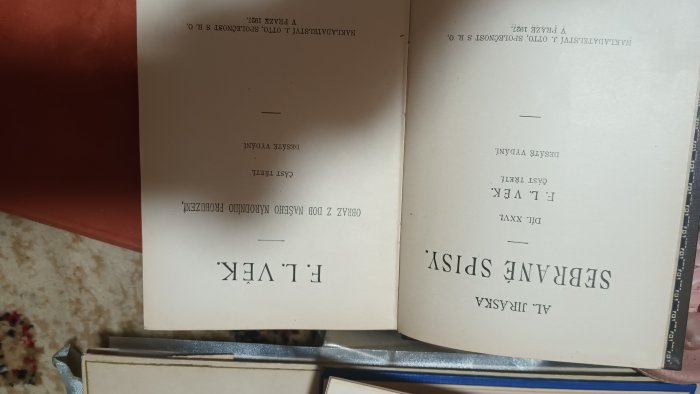 AL. JIRÁSKA
SEBRANÉ SPISY.
DÍL XXVI.
F. L. VĚK.
ČÁST TŘETÍ.
DESÁTÉ VYDÁNÍ.
NAKLADATELSTVÍ J. OTTO, SPOLEČNOST S R. O.
V PRAZE 1927.
F. L. VĚK.
OBRAZ Z DOB NAŠEHO NÁRODNÍHO PROBUZENÍ.
ČÁST TŘETÍ.
DESÁTÉ VYDÁNÍ.
NAKLADATELSTVÍ J. OTTO, SPOLEČNOST S R. O.
V PRAZE 1927.